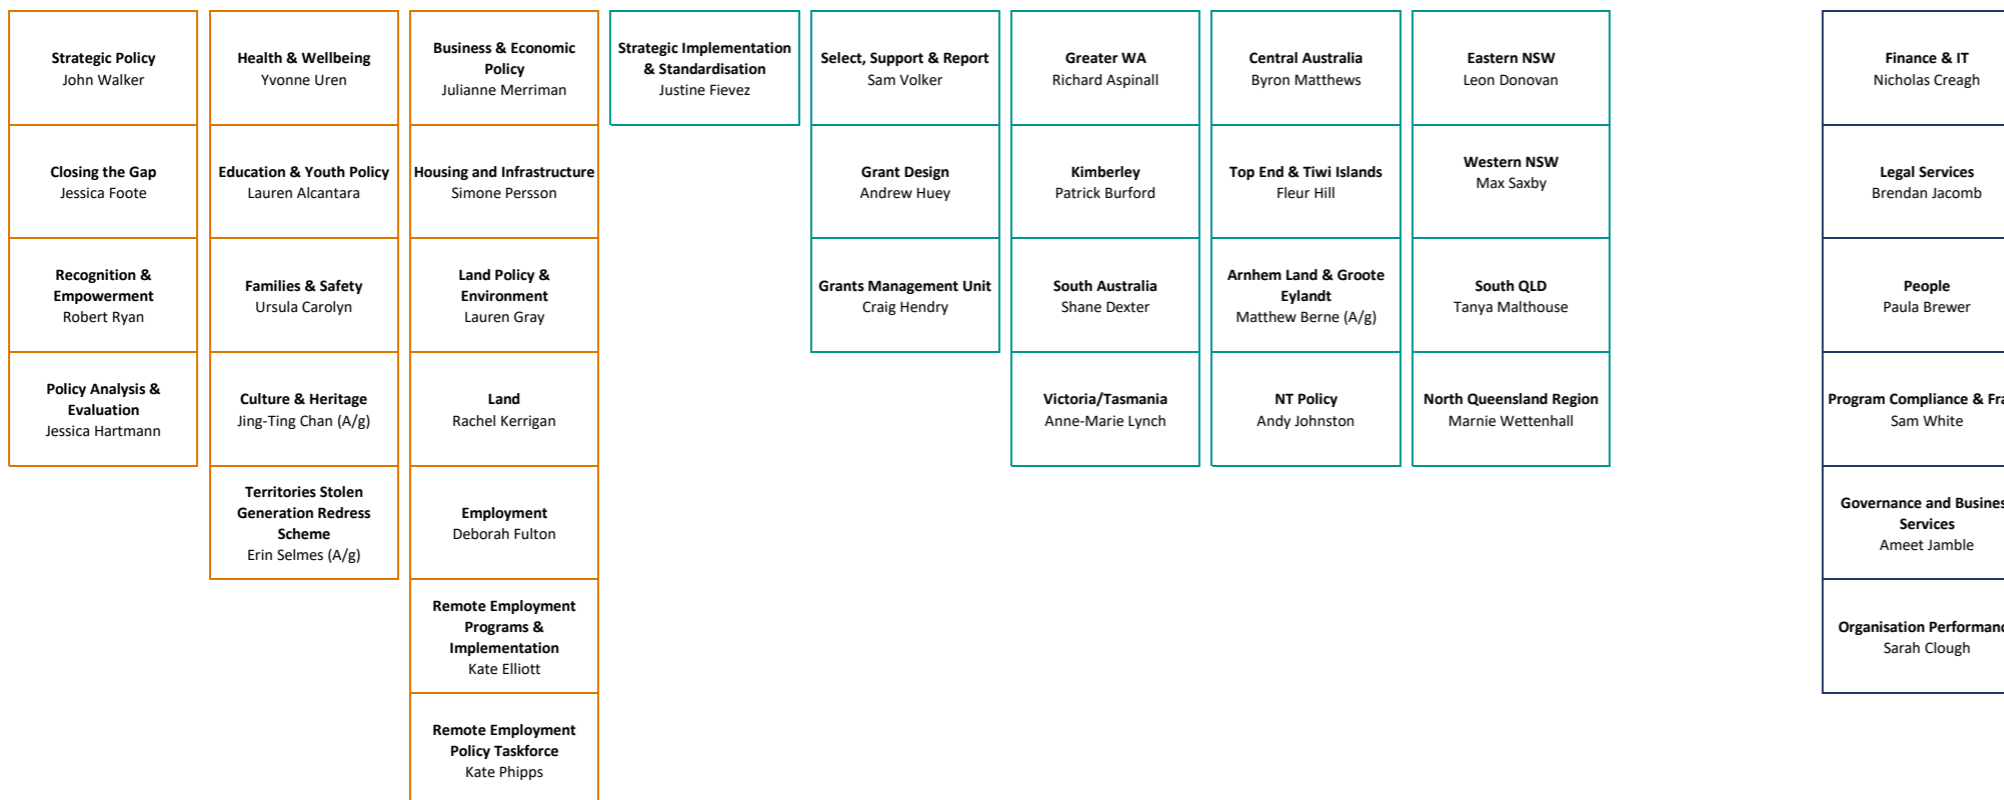 Strategic Policy
John Walker
Closing the Gap
Jessica Foote
Recognition &
Empowerment
Robert Ryan
Policy Analysis &
Evaluation
Jessica Hartmann
Health & Wellbeing
Yvonne Uren
Education & Youth Policy
Lauren Alcantara
Families & Safety
Ursula Carolyn
Culture & Heritage
Jing-Ting Chan (A/g)
Territories Stolen
Generation Redress
Scheme
Erin Selmes (A/g)
Business & Economic
Policy
Julianne Merriman
Housing and Infrastructure
Simone Persson
Land Policy &
Environment
Lauren Gray
Land
Rachel Kerrigan
Employment
Deborah Fulton
Remote Employment
Programs &
Implementation
Kate Elliott
Remote Employment
Policy Taskforce
Kate Phipps
Strategic Implementation
& Standardisation
Justine Fievez
Select, Support & Report
Sam Volker
Grant Design
Andrew Huey
Grants Management Unit
Craig Hendry
Greater WA
Richard Aspinall
Kimberley
Patrick Burford
South Australia
Shane Dexter
Victoria/Tasmania
Anne-Marie Lynch
Central Australia
Byron Matthews
Top End & Tiwi Islands
Fleur Hill
Arnhem Land & Groote
Eylandt
Matthew Berne (A/g)
NT Policy
Andy Johnston
Eastern NSW
Leon Donovan
Western NSW
Max Saxby
South QLD
Tanya Malthouse
North Queensland Region
Marnie Wettenhall
Finance & IT
Nicholas Creagh
Legal Services
Brendan Jacomb
People
Paula Brewer
Program Compliance &
Sam White
Governance and
Services
Ameet Jamble
Organisation
Sarah Clough